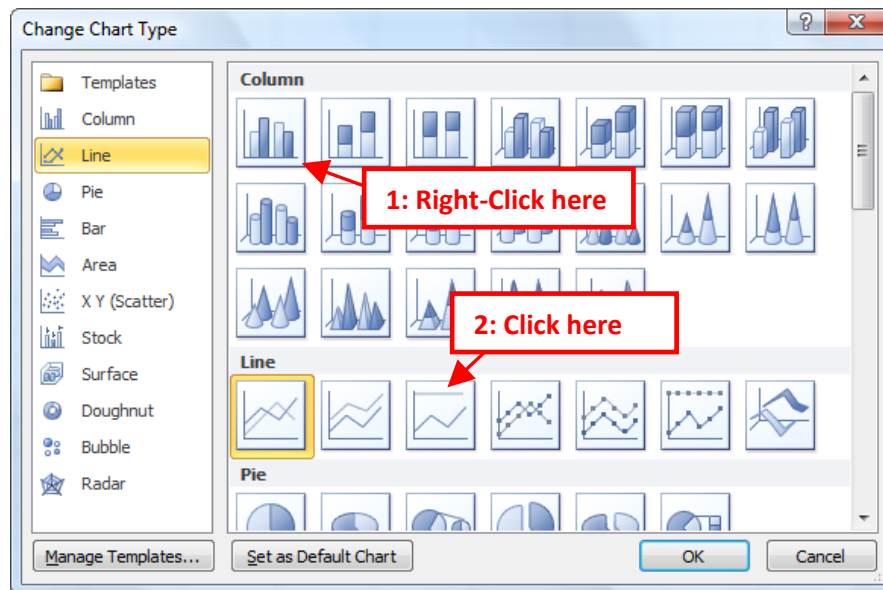 Change Chart Type
Templates
Column
Line
Pie
Bar
Area
X Y (Scatter)
Stock
Surface
Doughnut
Bubble
Radar
Column
1: Right-Click here
2: Click here
Line
Pie
Manage Templates...
Set as Default Chart
OK
Cancel